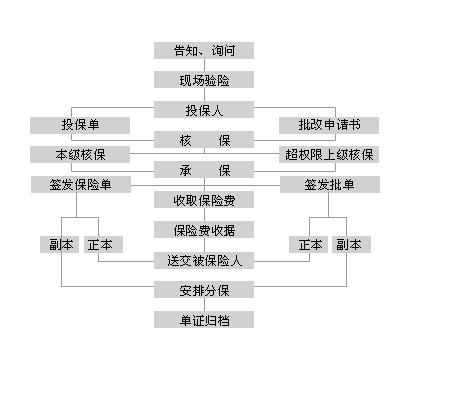 告知、询问
现场验险
投保人
投保单
批改申请书
核 保
本级核保
超权限上级核保
承 保
签发保险单
签发批单
收取保险费
保险费收据
副本
正本
正本
副本
送交被保险人
安排分保
单证归档